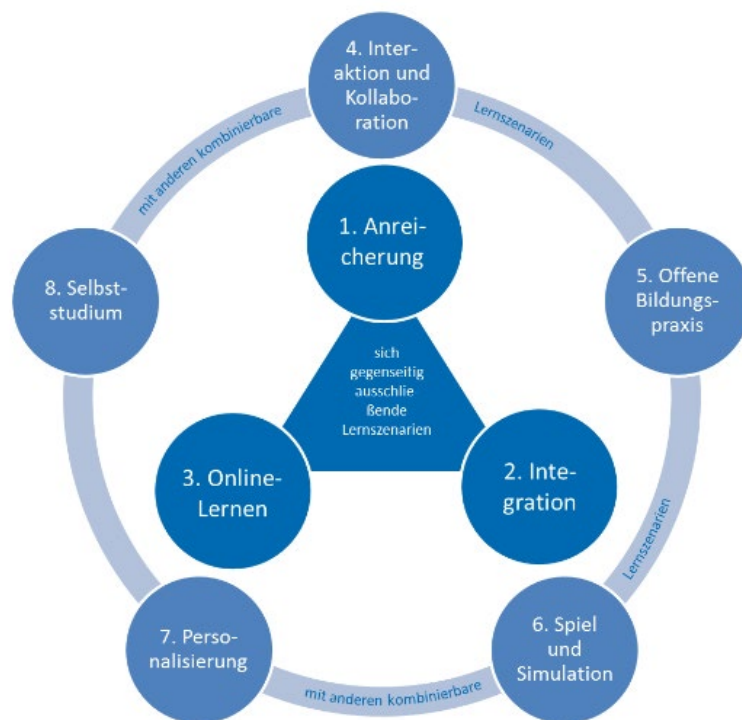 4. Inter-
aktion und
Kollabo-
ration
mit anderen kombinierbare
Lernszenarien
1. Anrei-
cherung
8. Selbst-
studium
5. Offene
Bildungs-
praxis
sich
gegenseitig
ausschlie
ßende
Lernszenarien
3. Online-
Lernen
2. Inte-
gration
Lernszenarien
7. Perso-
nalisierung
6. Spiel
und
Simulation
mit anderen kombinierbare